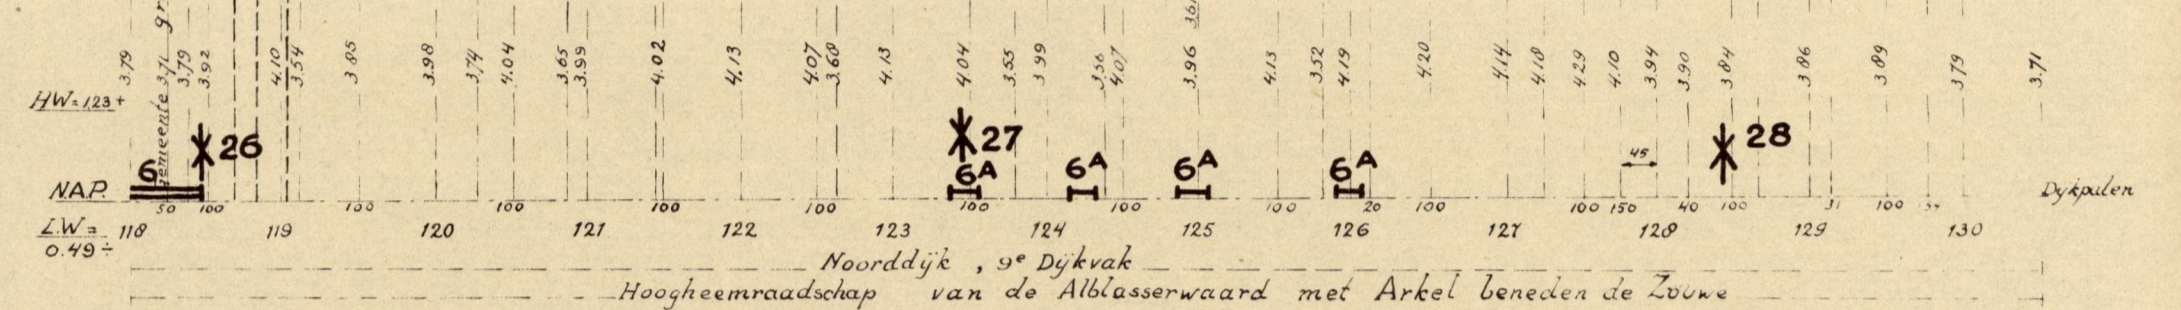 36
gr
3.79 3.71 3.79 3.92 4.10 3.54 3.85 3.98 3.74 4.04 3.65 3.99 4.02 4.13 4.07 3.60 4.13 4.04 3.55 3.99 3.56 4.07 3.96 4.13 3.52 4.19 4.20 4.14 4.18 4.29 4.10 3.94 3.90 3.84 3.86 3.89 3.79 3.71
HW=1,23+
gemeente
26 27 45 28
6 6A 6A 6A 6A
N.A.P. Dÿkpalen
50 100 100 100 100 100 100 100 100 20 100 100 150 40 100 31 100
L.W= 118 119 120 121 122 123 124 125 126 127 128 129 130
0.49÷
Noorddÿk , 9e Dÿkvak
Hoogheemraadschap van de Alblasserwaard met Arkel beneden de Zouwe